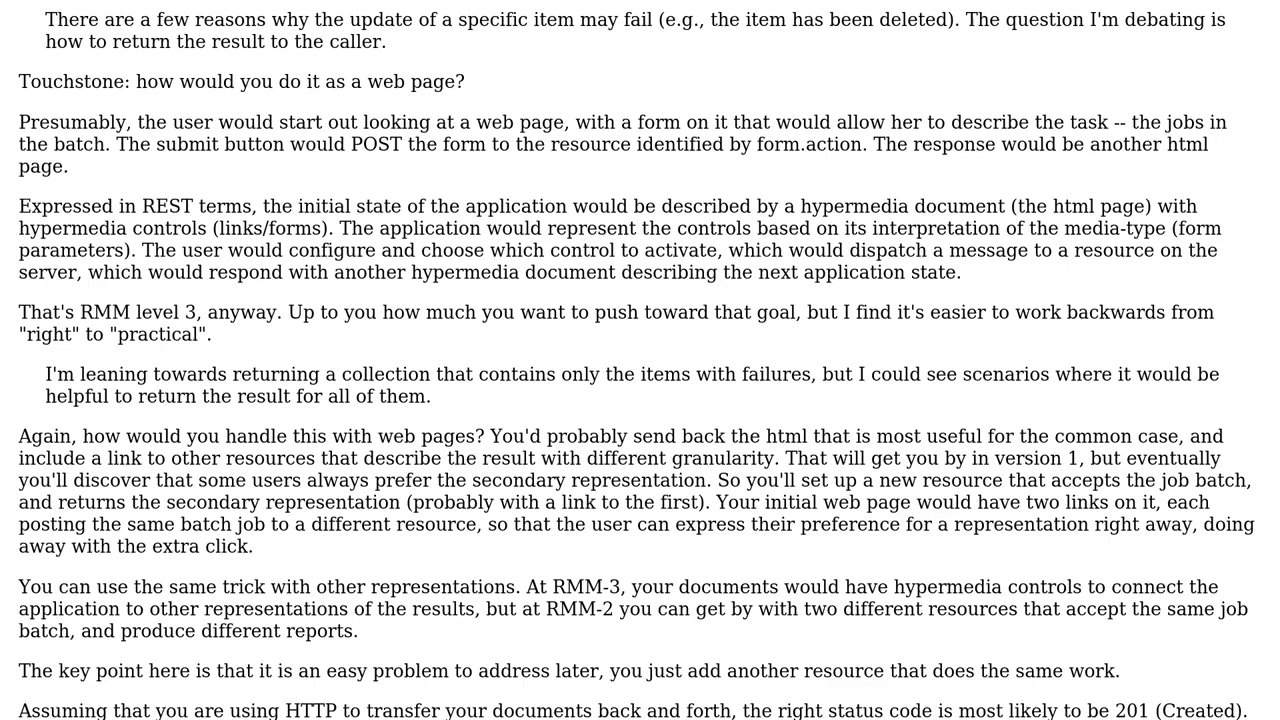 There are a few reasons why the update of a specific item may fail (e.g., the item has been deleted). The question I'm debating is
how to return the result to the caller.
Touchstone: how would you do it as a web page?
Presumably, the user would start out looking at a web page, with a form on it that would allow her to describe the task -- the jobs in
the batch. The submit button would POST the form to the resource identified by form.action. The response would be another html
page.
Expressed in REST terms, the initial state of the application would be described by a hypermedia document (the html page) with
hypermedia controls (links/forms). The application would represent the controls based on its interpretation of the media-type (form
parameters). The user would configure and choose which control to activate, which would dispatch a message to a resource on the
server, which would respond with another hypermedia document describing the next application state.
That's RMM level 3, anyway. Up to you how much you want to push toward that goal, but I find it's easier to work backwards from
"right" to "practical".
I'm leaning towards returning a collection that contains only the items with failures, but I could see scenarios where it would be
helpful to return the result for all of them.
Again, how would you handle this with web pages? You'd probably send back the html that is most useful for the common case, and
include a link to other resources that describe the result with different granularity. That will get you by in version 1, but eventually
you'll discover that some users always prefer the secondary representation. So you'll set up a new resource that accepts the job batch,
and returns the secondary representation (probably with a link to the first). Your initial web page would have two links on it, each
posting the same batch job to a different resource, so that the user can express their preference for a representation right away, doing
away with the extra click.
You can use the same trick with other representations. At RMM-3, your documents would have hypermedia controls to connect the
application to other representations of the results, but at RMM-2 you can get by with two different resources that accept the same job
batch, and produce different reports.
The key point here is that it is an easy problem to address later, you just add another resource that does the same work.
Assuming that you are using HTTP to transfer your documents back and forth, the right status code is most likely to be 201 (Created).